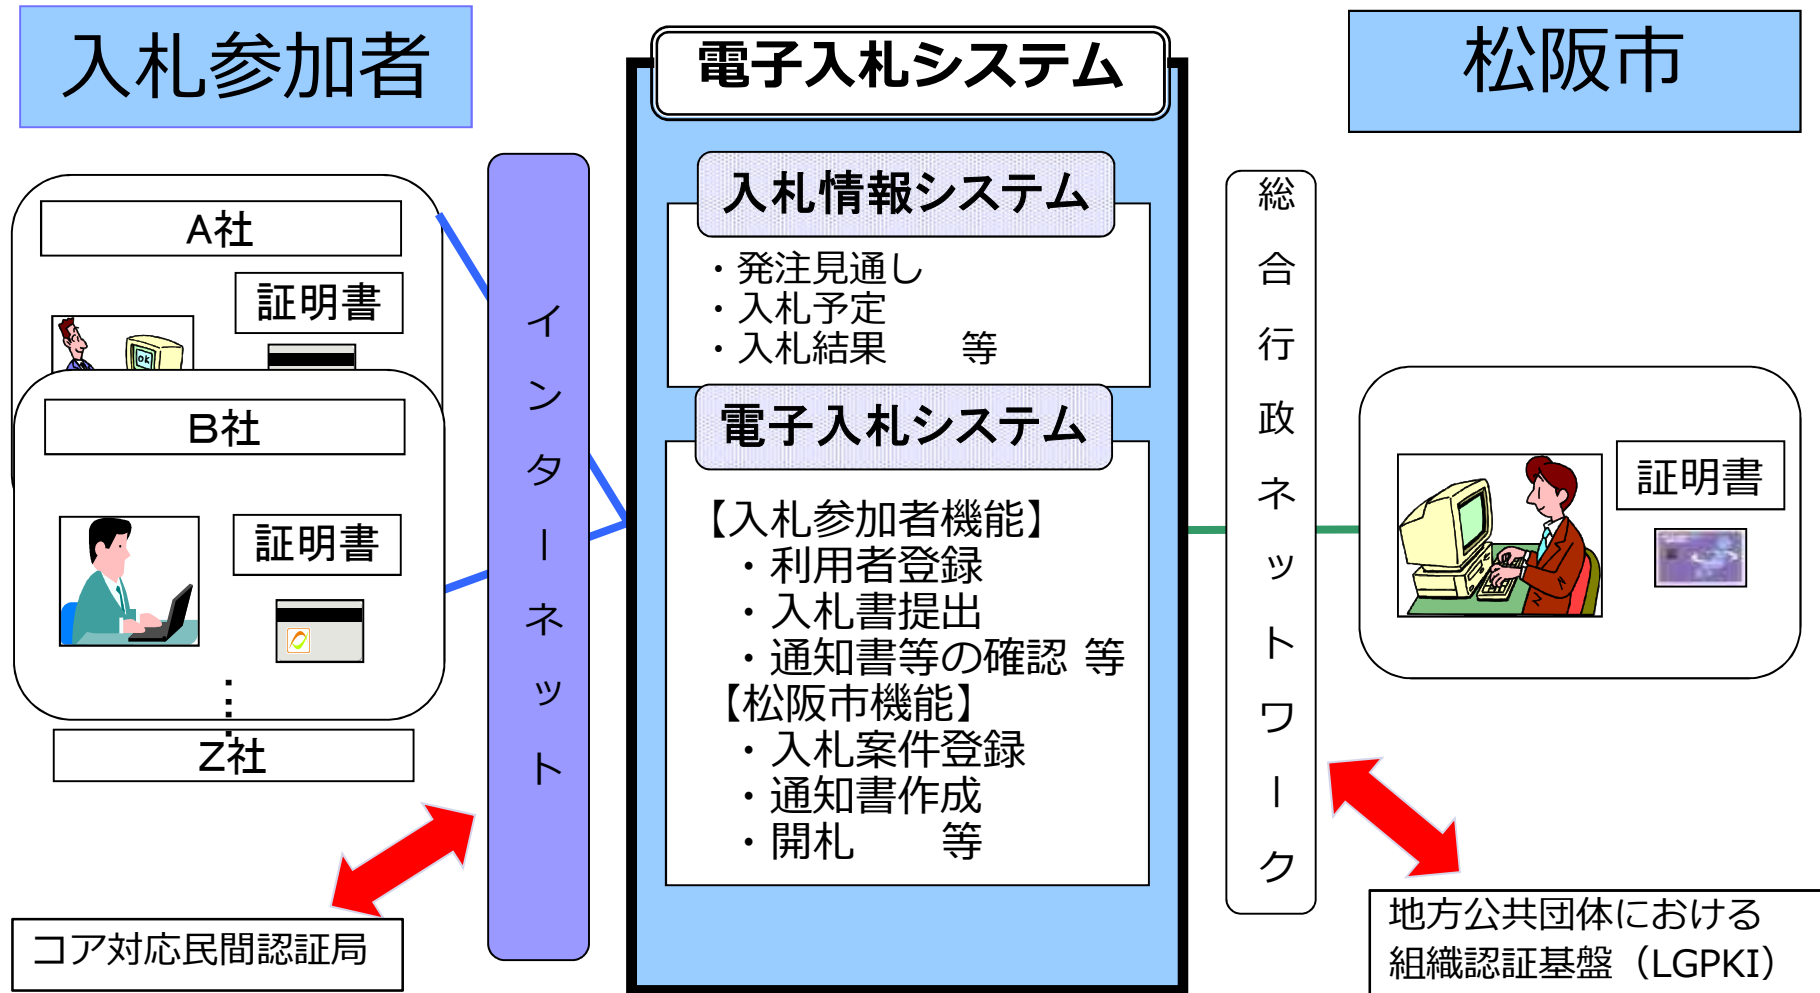 入札参加者
電子入札システム
松阪市
A社
証明書
OK
B社
証明書
Z社
コア対応民間認証局
インターネット
入札情報システム
・発注見通し
・入札予定
・入札結果　　等
電子入札システム
【入札参加者機能】
・利用者登録
・入札書提出
・通知書等の確認 等
【松阪市機能】
・入札案件登録
・通知書作成
・開札　　等
総合行政ネットワーク
証明書
地方公共団体における
組織認証基盤（LGPKI）